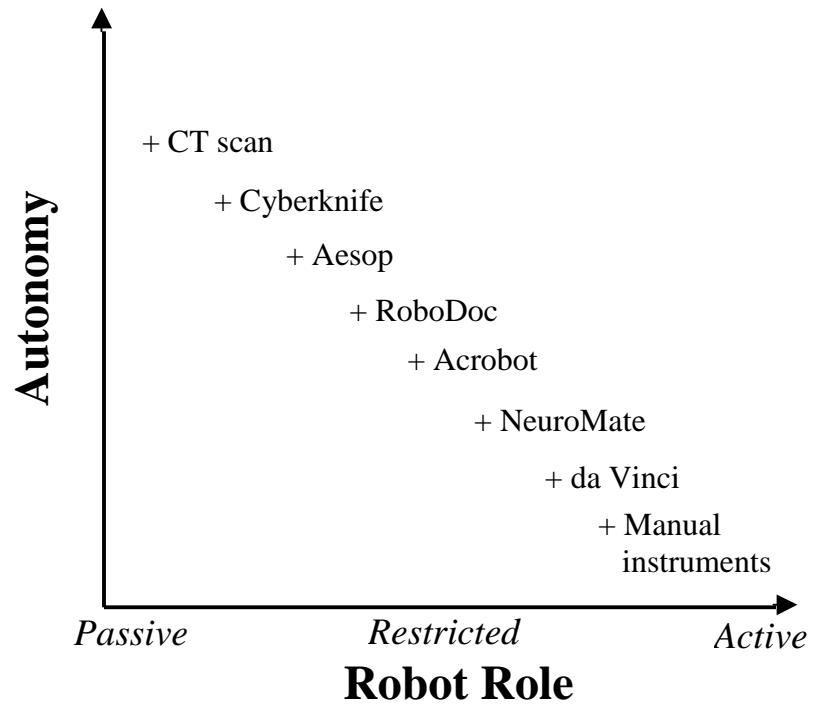 Autonomy
+ CT scan
+ Cyberknife
+ Aesop
+ RoboDoc
+ Acrobot
+ NeuroMate
+ da Vinci
+ Manual
instruments
Passive
Restricted
Active
Robot Role